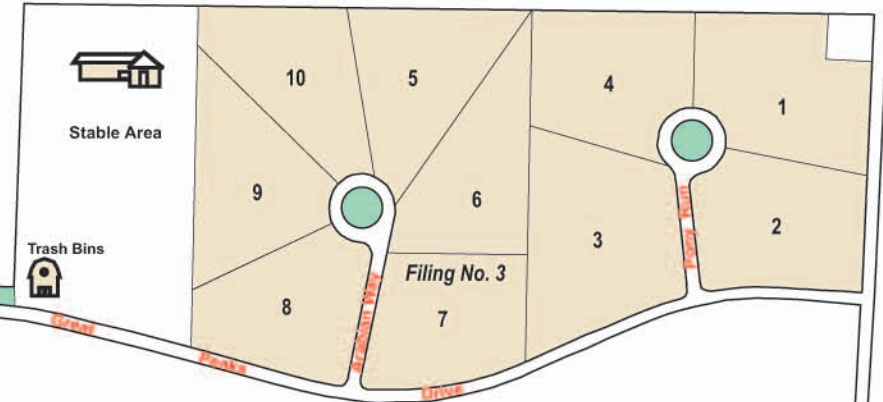 10
5
4
1
Stable Area
9
6
3
2
Pony Run
Trash Bins
Filing No. 3
8
7
Arabian Way
Great
Peaks
Drive